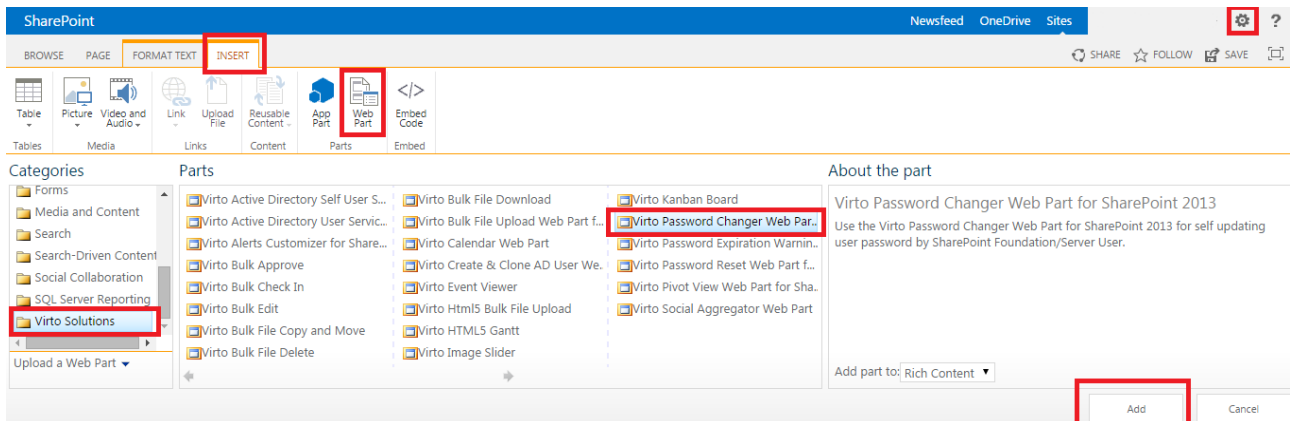 SharePoint
Newsfeed OneDrive Sites ?
BROWSE PAGE FORMAT TEXT INSERT
SHARE FOLLOW SAVE
Table
Picture
Video and Audio
Link
Upload File
Reusable Content
App Part
Web Part
</>
Embed Code
Tables Media Links Content Parts Embed
Categories
Forms
Media and Content
Search
Search-Driven Content
Social Collaboration
SQL Server Reporting
Virto Solutions
Upload a Web Part
Parts
Virto Active Directory Self User S...
Virto Active Directory User Servic...
Virto Alerts Customizer for Share...
Virto Bulk Approve
Virto Bulk Check In
Virto Bulk Edit
Virto Bulk File Copy and Move
Virto Bulk File Delete
Virto Bulk File Download
Virto Bulk File Upload Web Part f...
Virto Calendar Web Part
Virto Create & Clone AD User We.
Virto Event Viewer
Virto Html5 Bulk File Upload
Virto HTML5 Gantt
Virto Image Slider
Virto Kanban Board
Virto Password Changer Web Par..
Virto Password Expiration Warnin..
Virto Password Reset Web Part f...
Virto Pivot View Web Part for Sha.
Virto Social Aggregator Web Part
About the part
Virto Password Changer Web Part for SharePoint 2013
Use the Virto Password Changer Web Part for SharePoint 2013 for self updating
user password by SharePoint Foundation/Server User.
Add part to: Rich Content
Add Cancel